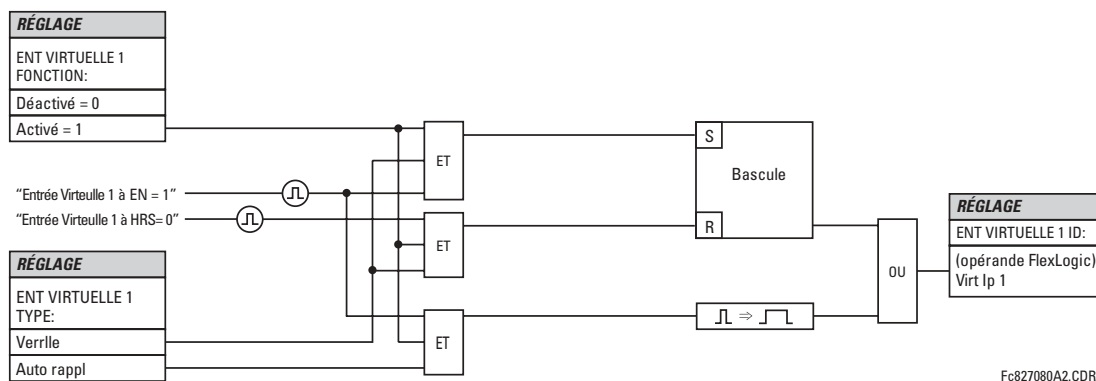 RÉGLAGE
ENT VIRTUELLE 1
FONCTION:
Déactivé = 0
Activé = 1
“Entrée Virteulle 1 à EN = 1”
“Entrée Virteulle 1 à HRS= 0”
RÉGLAGE
ENT VIRTUELLE 1
TYPE:
Verrlle
Auto rappl
ET
ET
ET
S
Bascule
R
OU
RÉGLAGE
ENT VIRTUELLE 1 ID:
(opérande FlexLogic)
Virt Ip 1
Fc827080A2.CDR